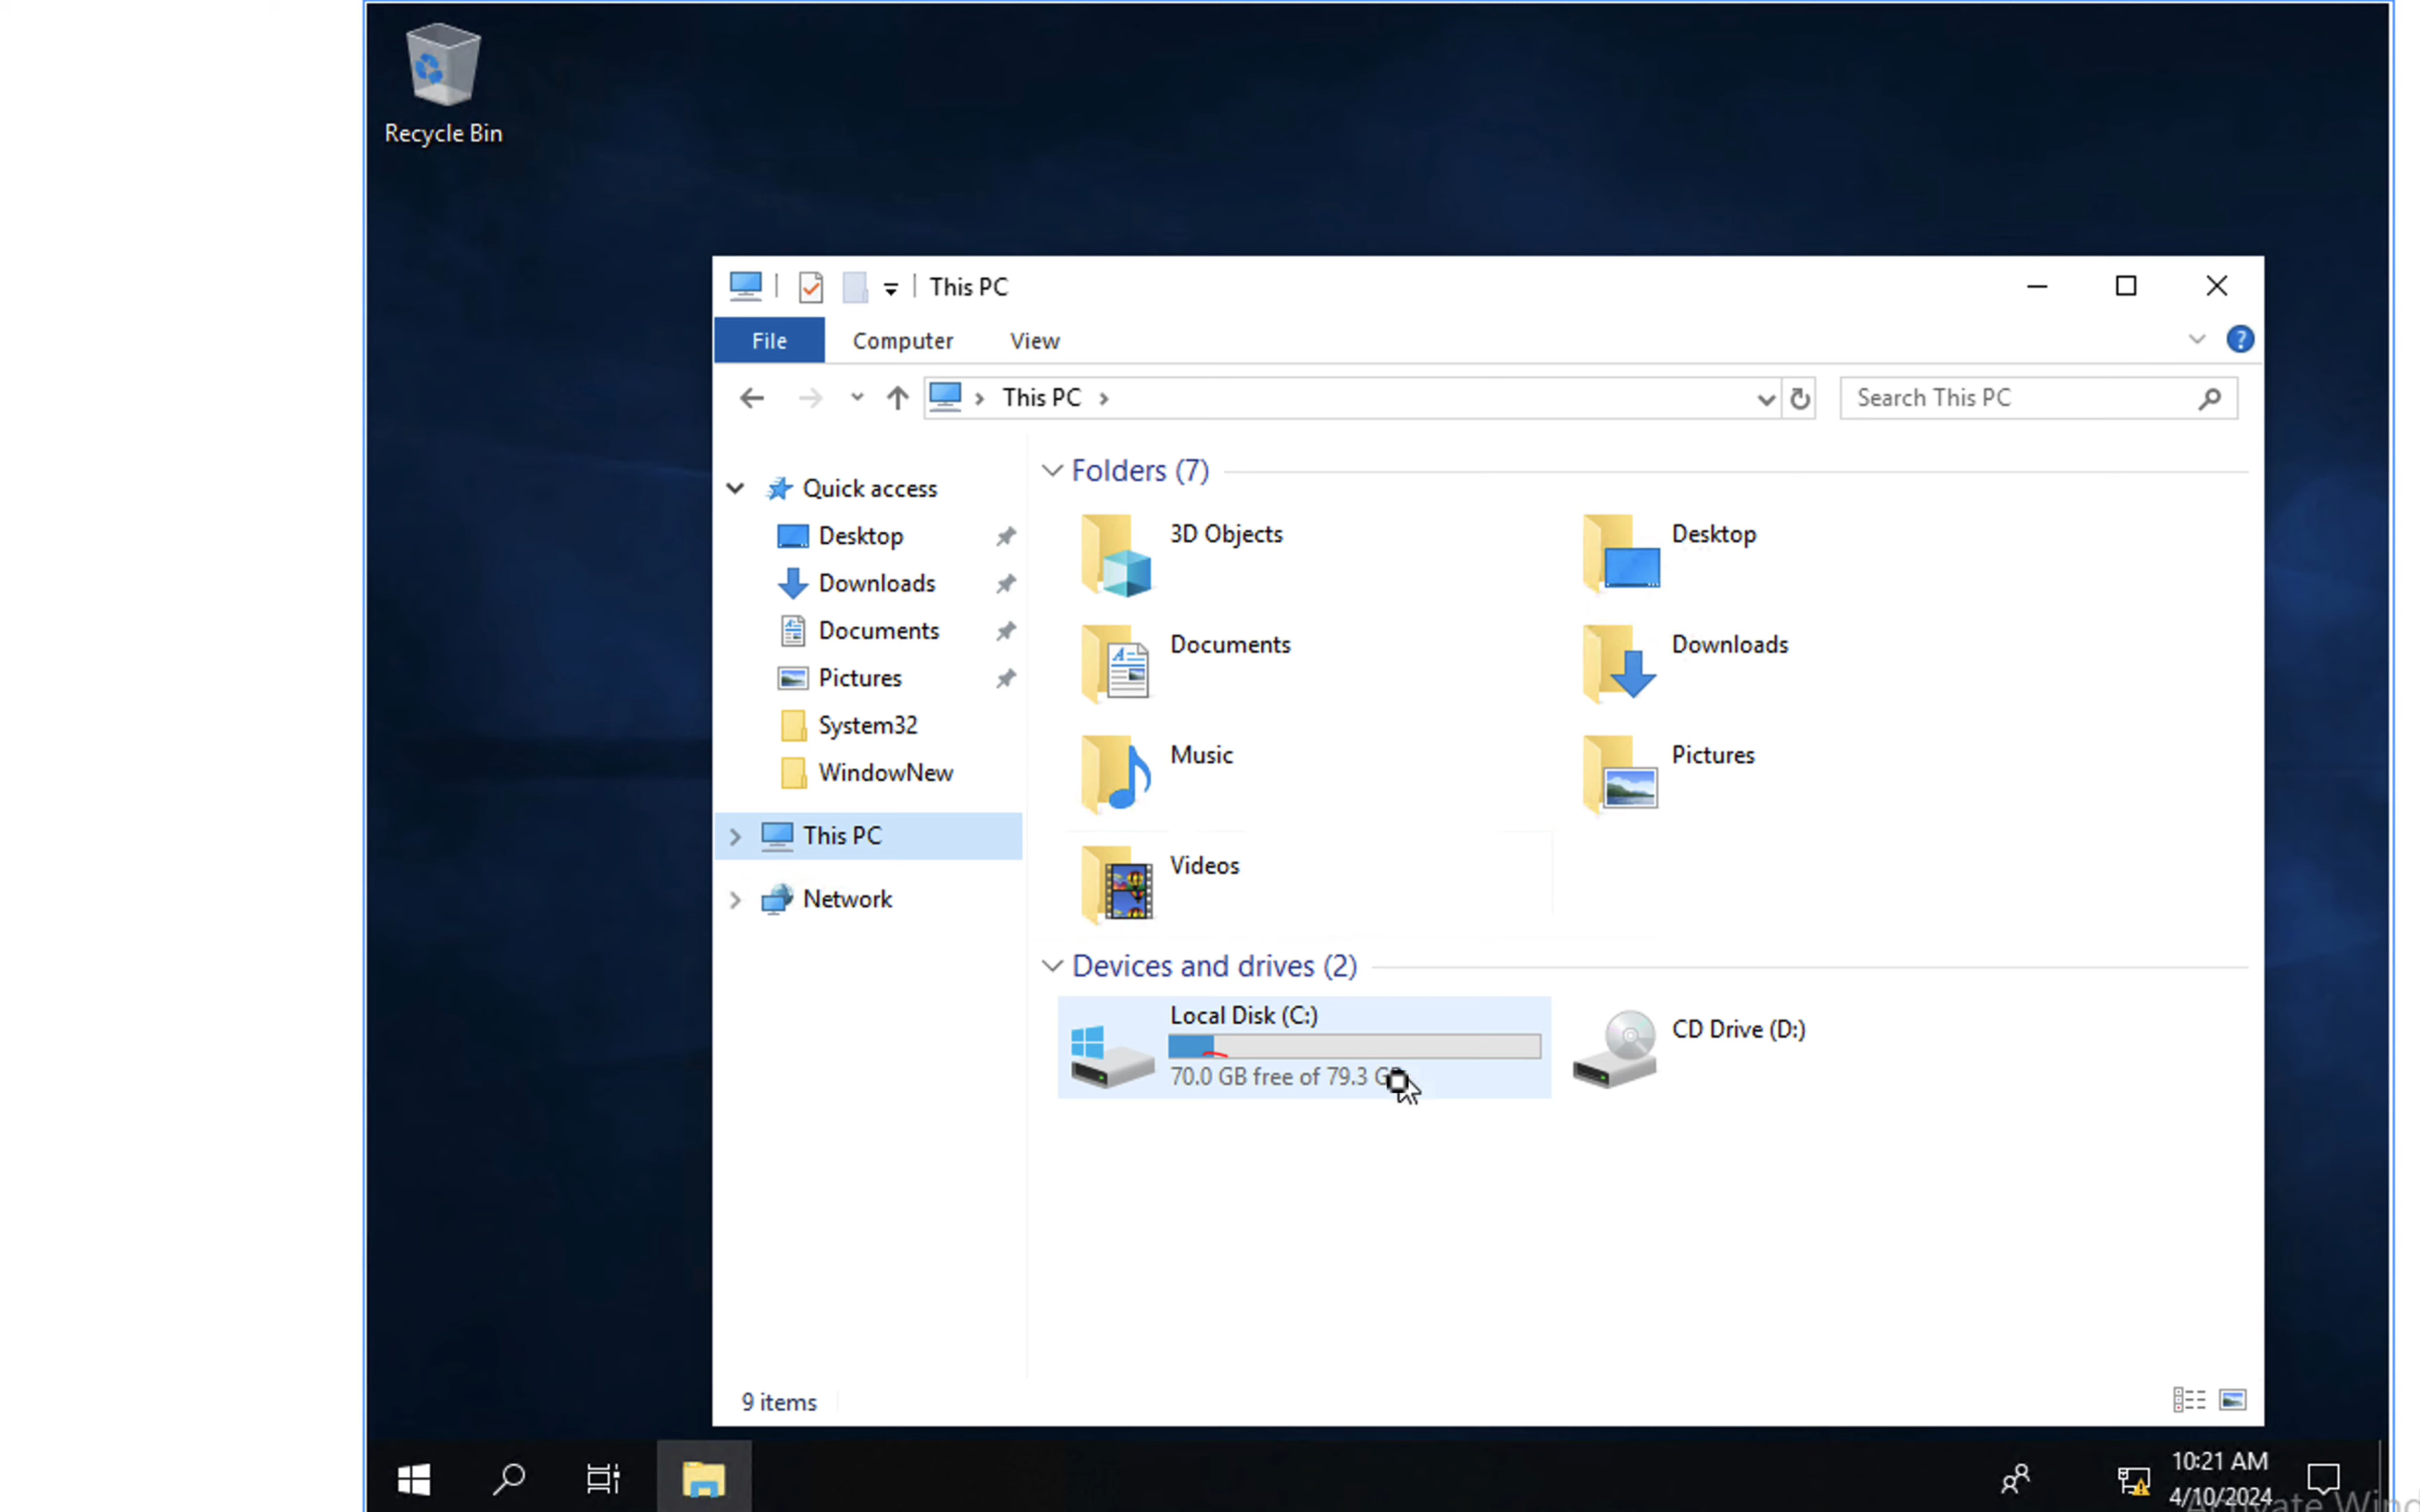 Recycle Bin
This PC
File Computer View
This PC
Search This PC
Quick access
Desktop
Downloads
Documents
Pictures
System32
WindowNew
This PC
Network
Folders (7)
3D Objects
Desktop
Documents
Downloads
Music
Pictures
Videos
Devices and drives (2)
Local Disk (C:)
70.0 GB free of 79.3
CD Drive (D:)
9 items
10:21 AM
4/10/2024